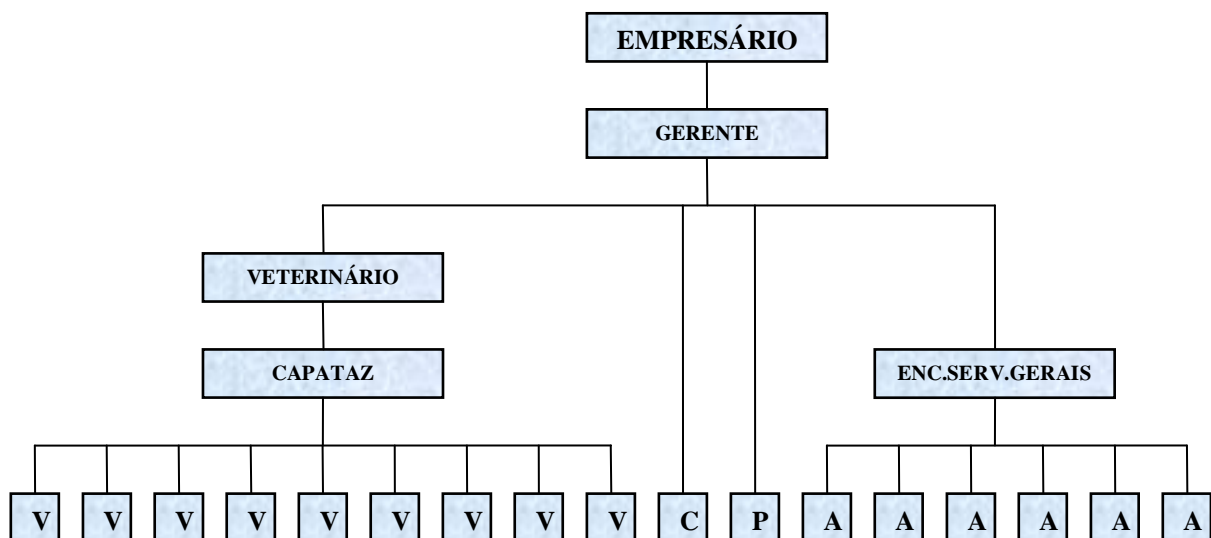 EMPRESÁRIO
GERENTE
VETERINÁRIO
CAPATAZ
ENC.SERV.GERAIS
V V V V V V V V V C P A A A A A A